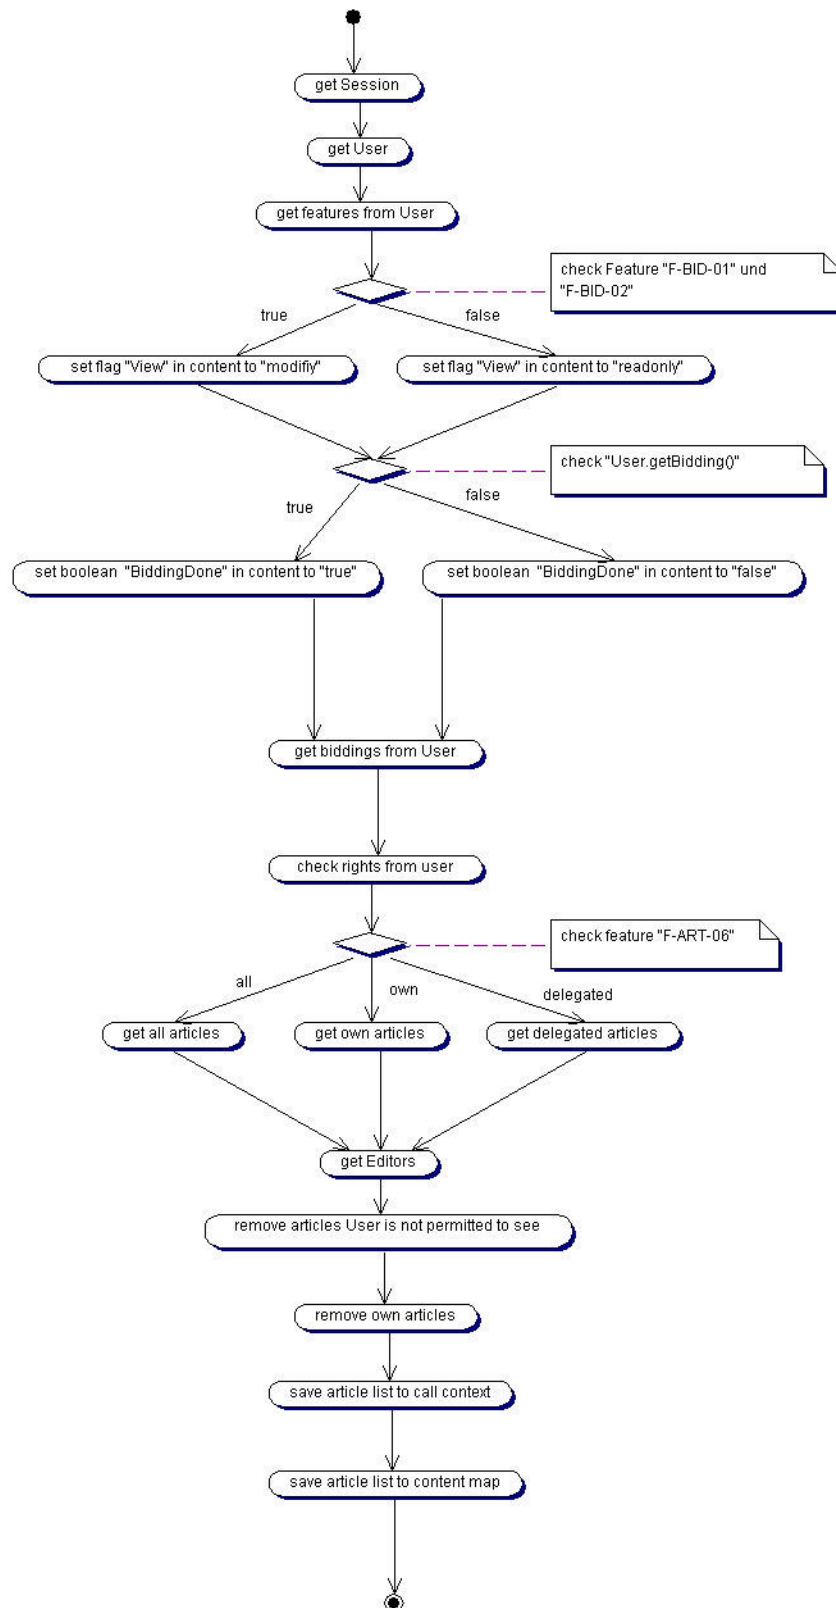 get Session
get User
get features from User
check Feature "F-BID-01" und
"F-BID-02"
true
false
set flag "View" in content to "modifiy"
set flag "View" in content to "readonly"
check "User.getBidding()"
true
false
set boolean "BiddingDone" in content to "true"
set boolean "BiddingDone" in content to "false"
get biddings from User
check rights from user
check feature "F-ART-06"
all
own
delegated
get all articles
get own articles
get delegated articles
get Editors
remove articles User is not permitted to see
remove own articles
save article list to call context
save article list to content map